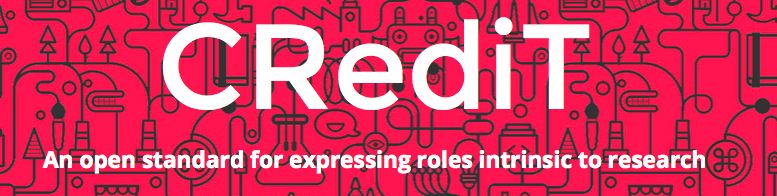 CRediT
An open standard for expressing roles intrinsic to research